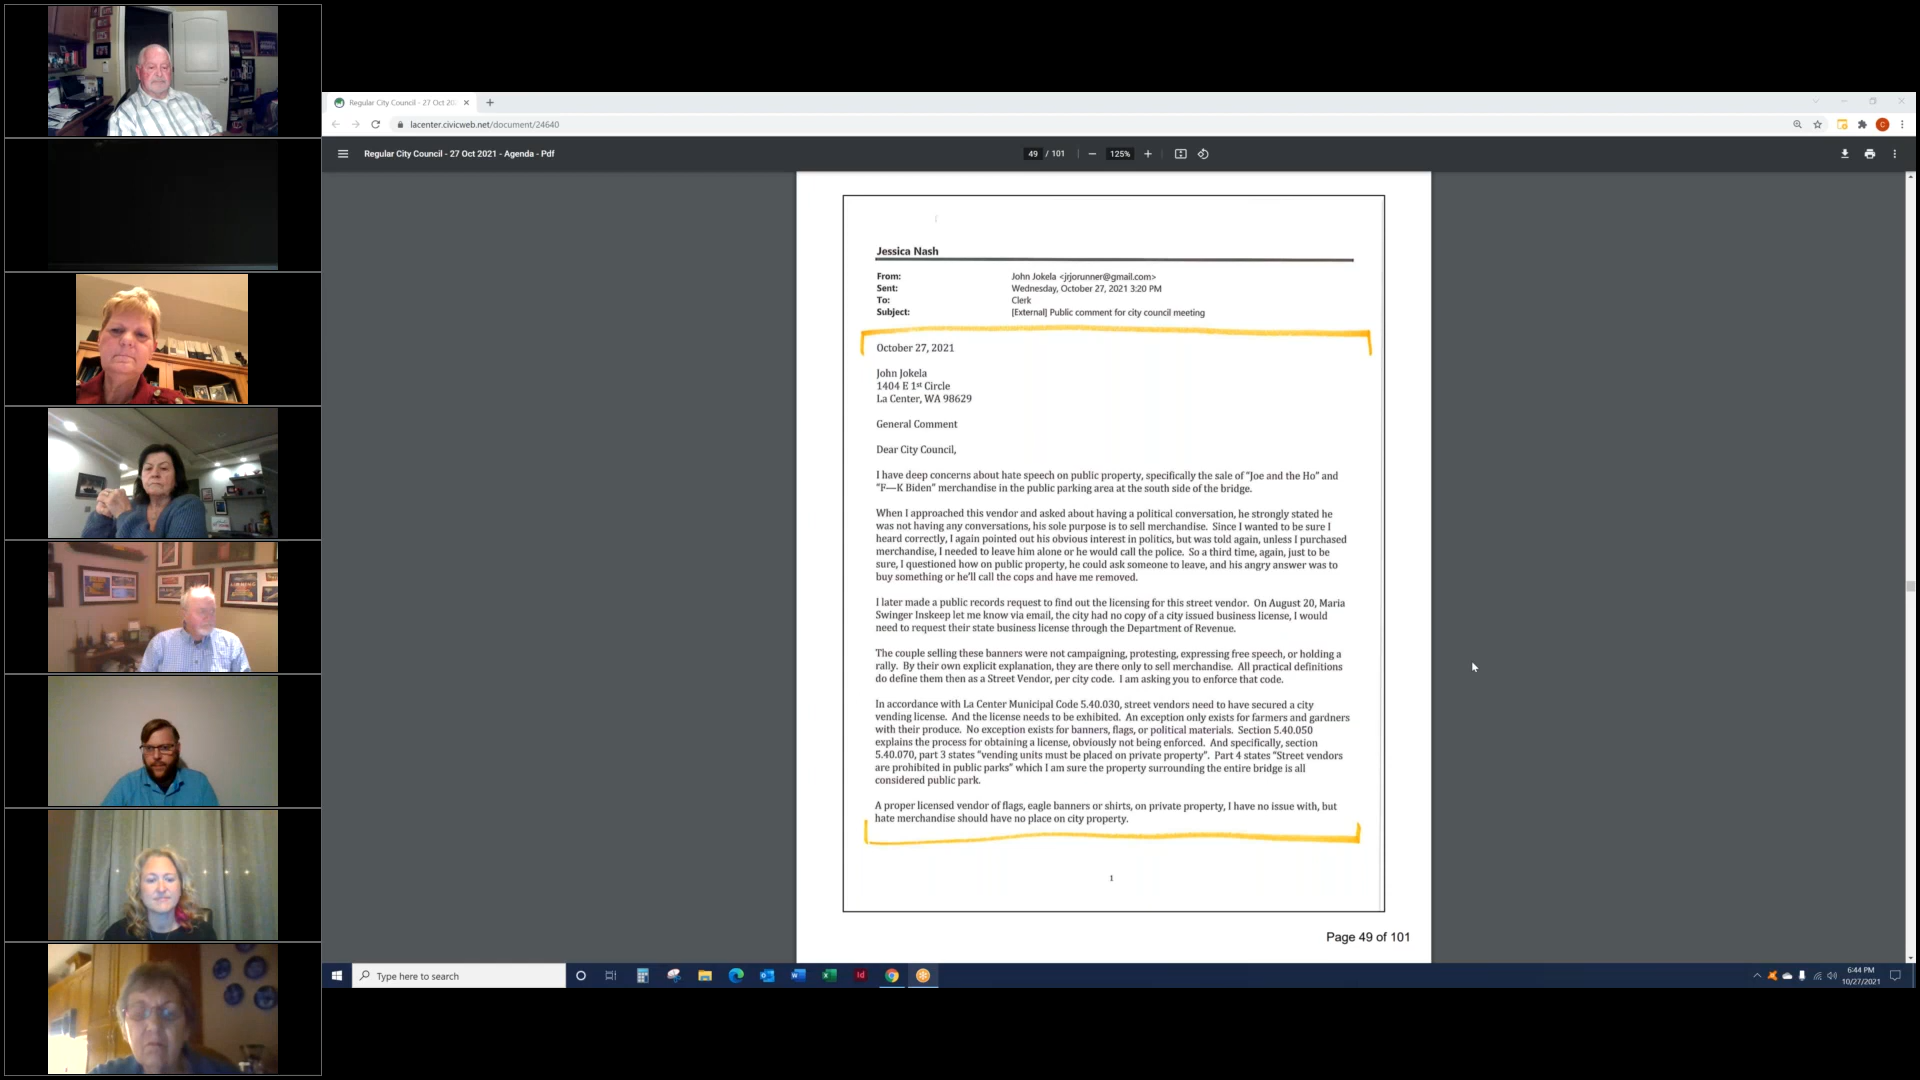 Regular City Council - 27 Oct 20
lacenter.civicweb.net/document/24640
Regular City Council - 27 Oct 2021 - Agenda - Pdf
49 / 101
125%
Jessica Nash
From: John Jokela <jrjorunner@gmail.com>
Sent: Wednesday, October 27, 2021 3:20 PM
To: Clerk
Subject: [External] Public comment for city council meeting
October 27, 2021
John Jokela
1404 E 1st Circle
La Center, WA 98629
General Comment
Dear City Council,
I have deep concerns about hate speech on public property, specifically the sale of "Joe and the Ho" and
"F—K Biden" merchandise in the public parking area at the south side of the bridge.
When I approached this vendor and asked about having a political conversation, he strongly stated he
was not having any conversations, his sole purpose is to sell merchandise. Since I wanted to be sure I
heard correctly, I again pointed out his obvious interest in politics, but was told again, unless I purchased
merchandise, I needed to leave him alone or he would call the police. So a third time, again, just to be
sure, I questioned how on public property, he could ask someone to leave, and his angry answer was to
buy something or he'll call the cops and have me removed.
I later made a public records request to find out the licensing for this street vendor. On August 20, Maria
Swinger Inskeep let me know via email, the city had no copy of a city issued business license, I would
need to request their state business license through the Department of Revenue.
The couple selling these banners were not campaigning, protesting, expressing free speech, or holding a
rally. By their own explicit explanation, they are there only to sell merchandise. All practical definitions
do define them then as a Street Vendor, per city code. I am asking you to enforce that code.
In accordance with La Center Municipal Code 5.40.030, street vendors need to have secured a city
vending license. And the license needs to be exhibited. An exception only exists for farmers and gardners
with their produce. No exception exists for banners, flags, or political materials. Section 5.40.050
explains the process for obtaining a license, obviously not being enforced. And specifically, section
5.40.070, part 3 states "vending units must be placed on private property". Part 4 states "Street vendors
are prohibited in public parks" which I am sure the property surrounding the entire bridge is all
considered public park.
A proper licensed vendor of flags, eagle banners or shirts, on private property, I have no issue with, but
hate merchandise should have no place on city property.
1
Page 49 of 101
Type here to search
6:44 PM
10/27/2021